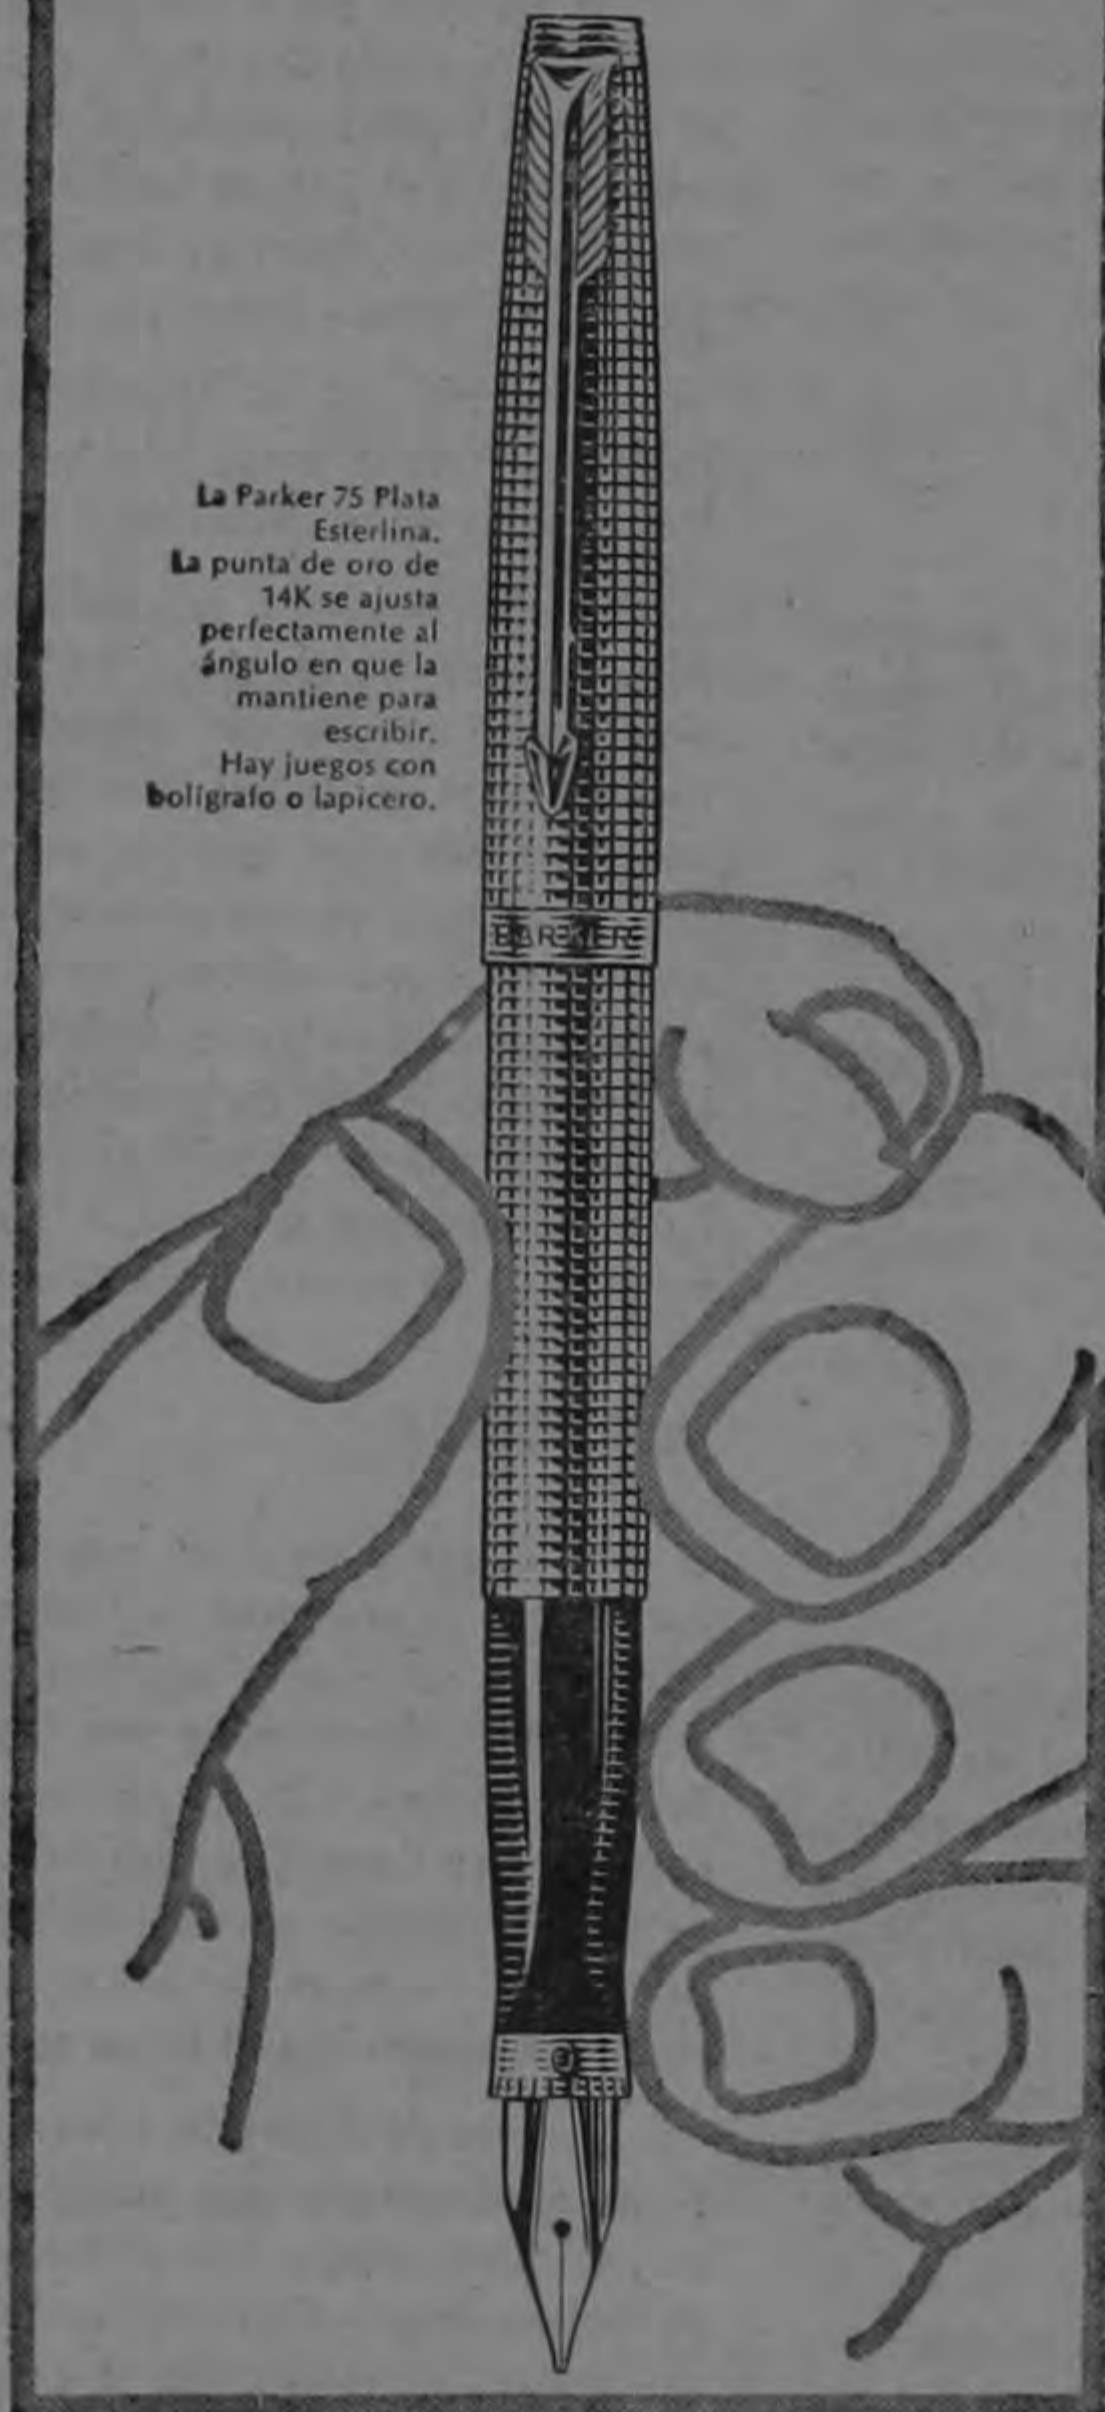 La Parker 75 Plata
Esterlina.
La punta de oro de
14K se ajusta
perfectamente al
ángulo en que la
mantiene para
escribir.
Hay juegos con
bolígrafo o lapicero.